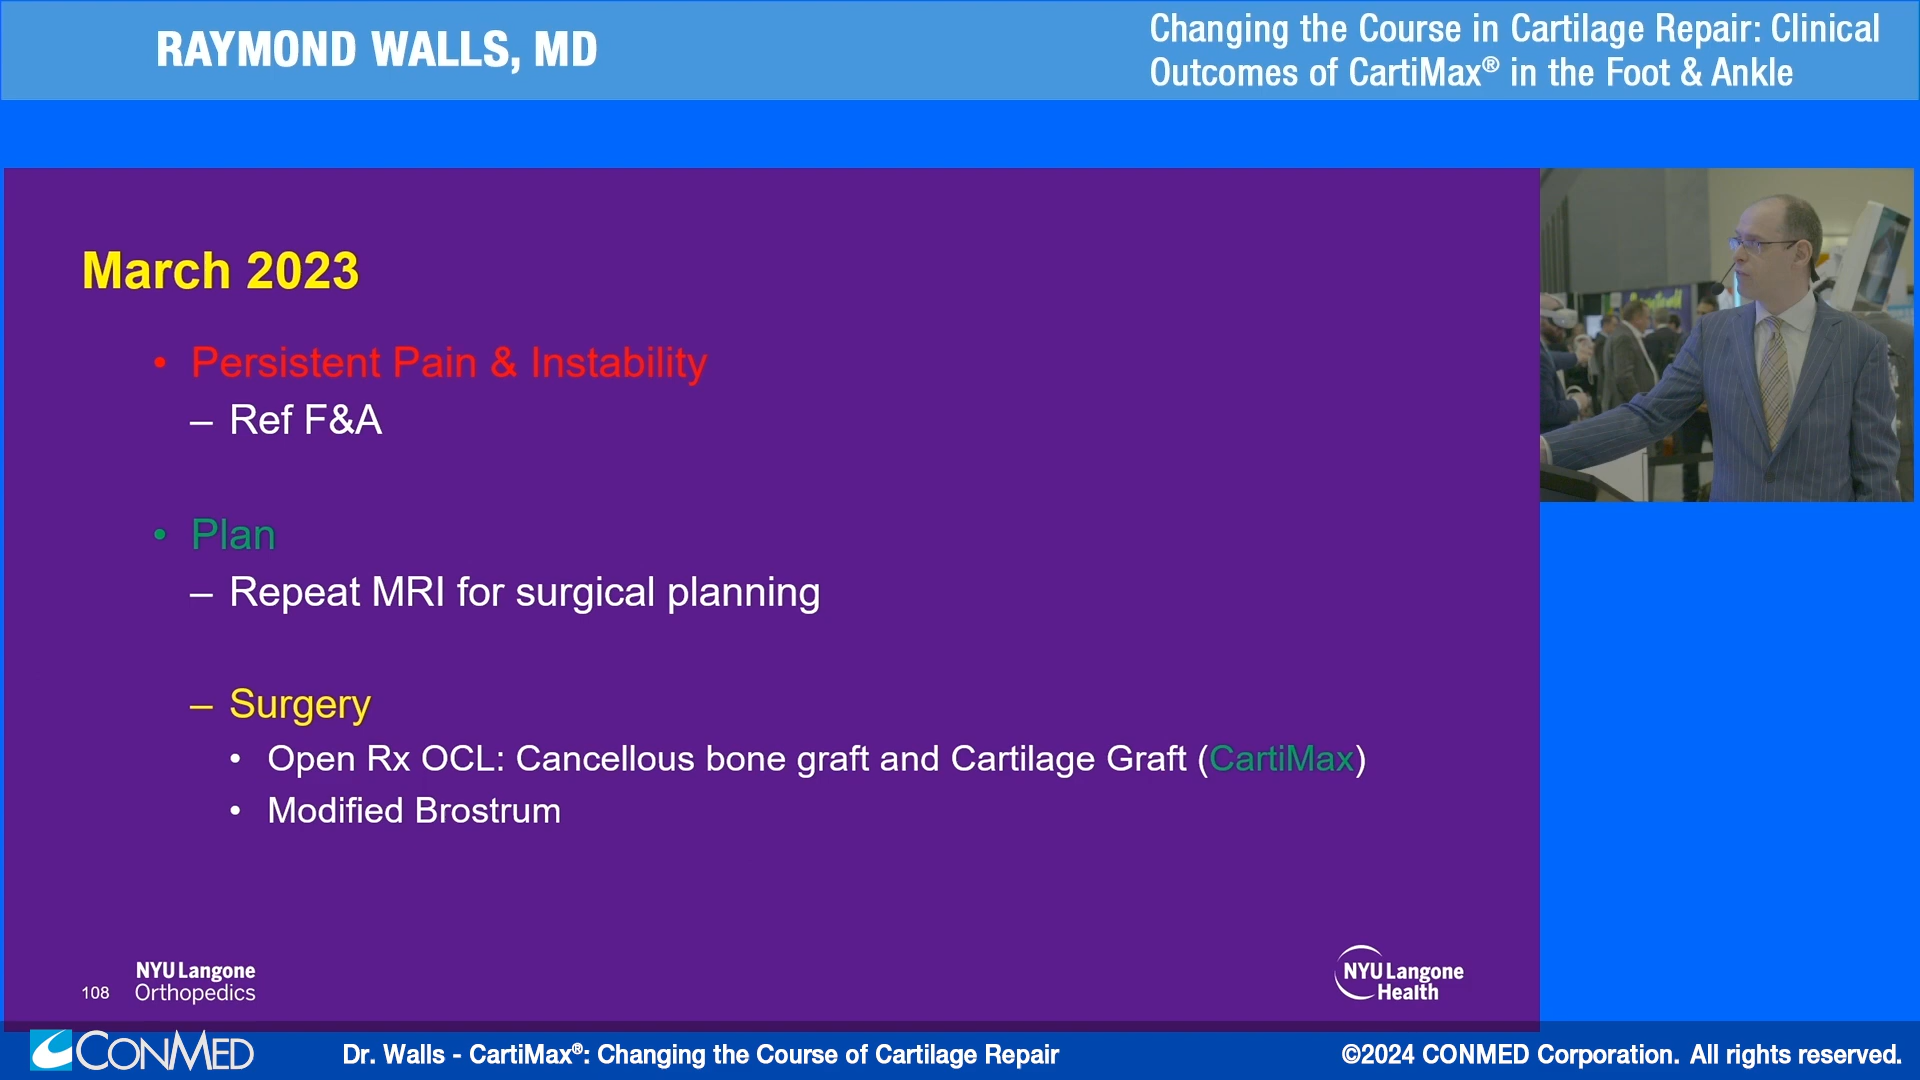 RAYMOND WALLS, MD
Changing the Course in Cartilage Repair: Clinical
Outcomes of CartiMax® in the Foot & Ankle
March 2023
• Persistent Pain & Instability
– Ref F&A
• Plan
– Repeat MRI for surgical planning
– Surgery
• Open Rx OCL: Cancellous bone graft and Cartilage Graft (CartiMax)
• Modified Brostrum
108
NYU Langone
Orthopedics
NYU Langone
Health
CONMED
Dr. Walls - CartiMax®: Changing the Course of Cartilage Repair
©2024 CONMED Corporation. All rights reserved.